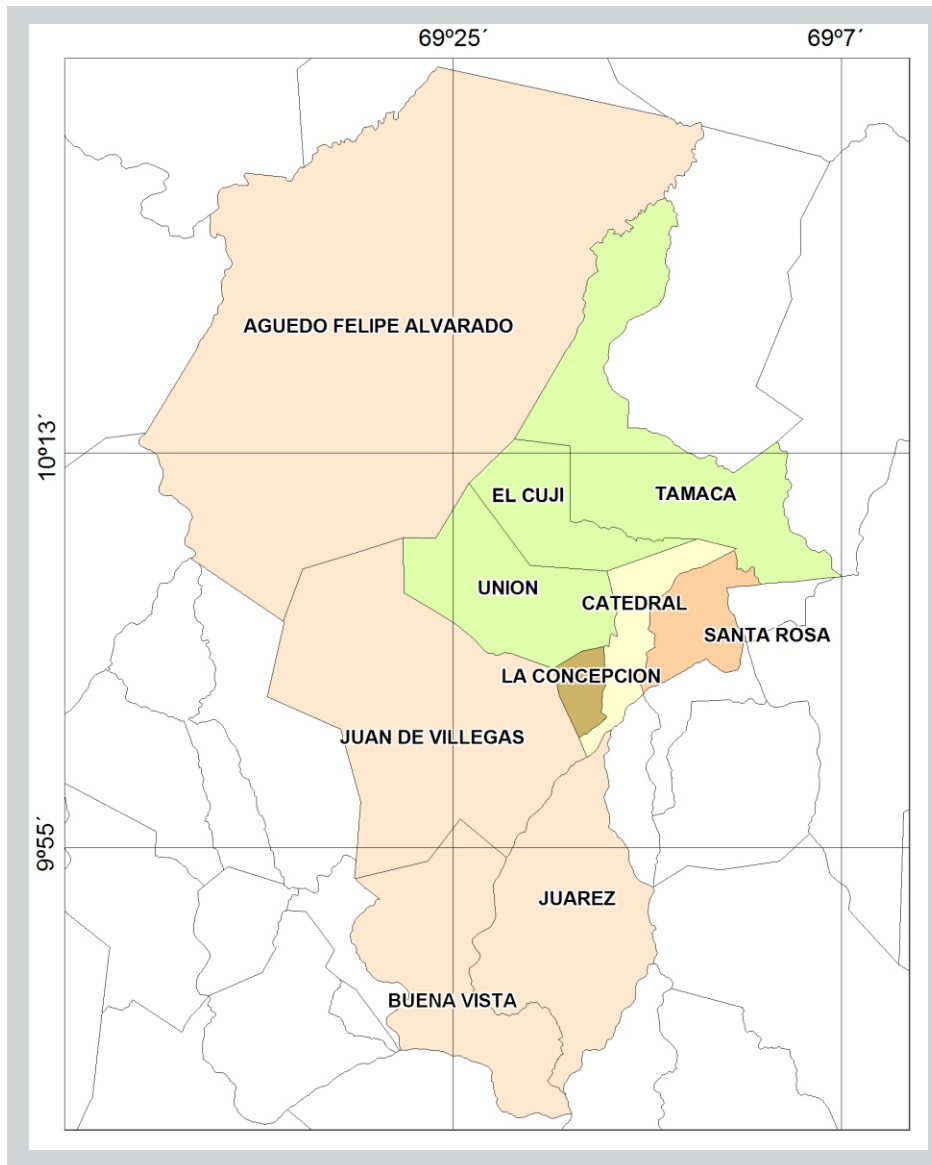 69º25´
69º7´
AGUEDO FELIPE ALVARADO
10º13´
EL CUJI
TAMACA
UNION
CATEDRAL
SANTA ROSA
LA CONCEPCION
JUAN DE VILLEGAS
9º55´
JUAREZ
BUENA VISTA